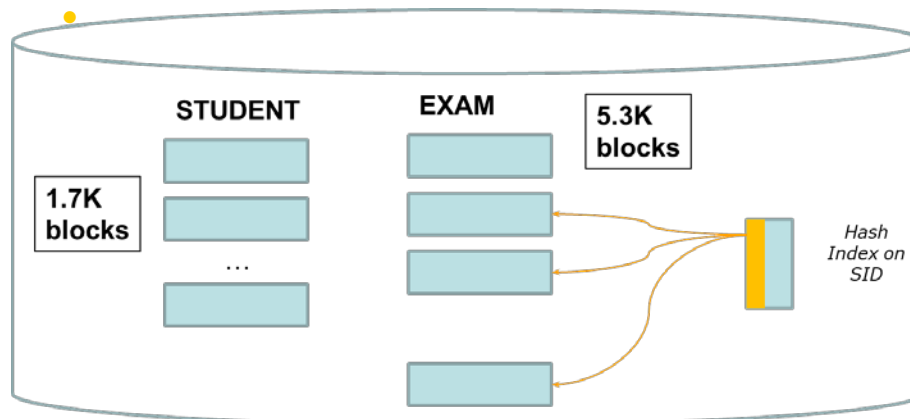 STUDENT
EXAM
5.3K
blocks
1.7K
blocks
...
Hash
Index on
SID